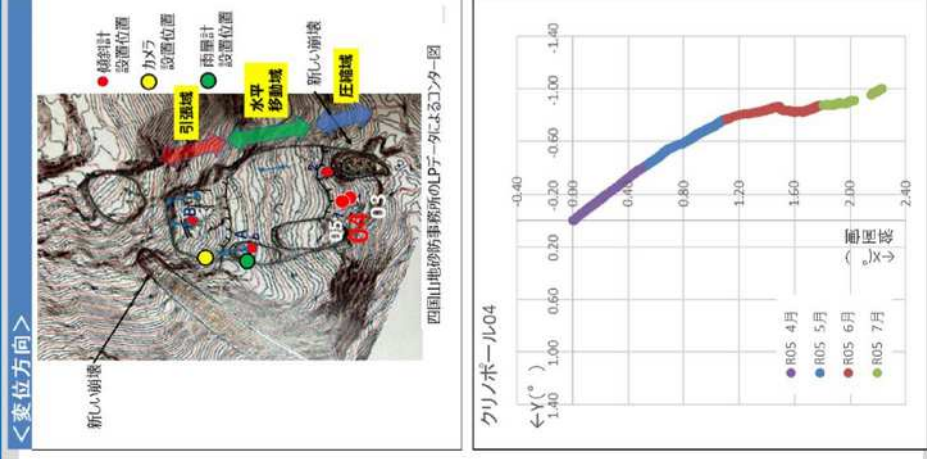 <変位方向>
新しい崩壊
引張域
水平
移動域
圧縮域
新しい崩壊
傾斜計
設置位置
カメラ
設置位置
雨量計
設置位置
B
A
05
04
03
四国山地砂防事務所のLPデータによるコンター図
クリノポール04
←Y(°)
1.40
1.00
0.60
0.20
-0.20
-0.60
-1.00
-1.40
-0.40
0.00
0.40
0.80
1.20
1.60
2.00
2.40
←X(°)
斜面側
R05 4月
R05 5月
R05 6月
R05 7月